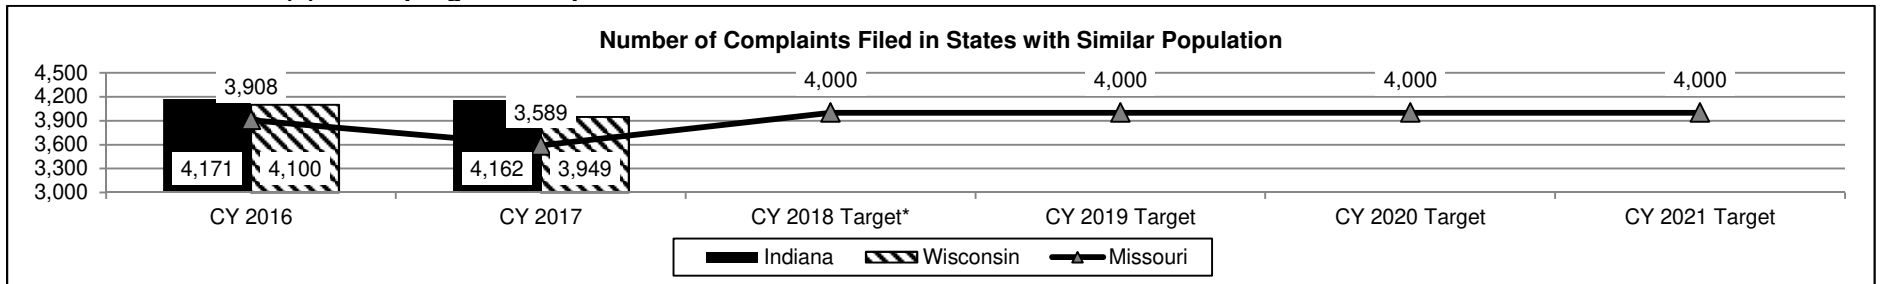 Number of Complaints Filed in States with Similar Population
4,500
4,200
3,900
3,600
3,300
3,000
3,908
3,589
4,000
4,000
4,000
4,000
4,171
4,100
4,162
3,949
CY 2016
CY 2017
CY 2018 Target*
CY 2019 Target
CY 2020 Target
CY 2021 Target
Indiana
Wisconsin
Missouri